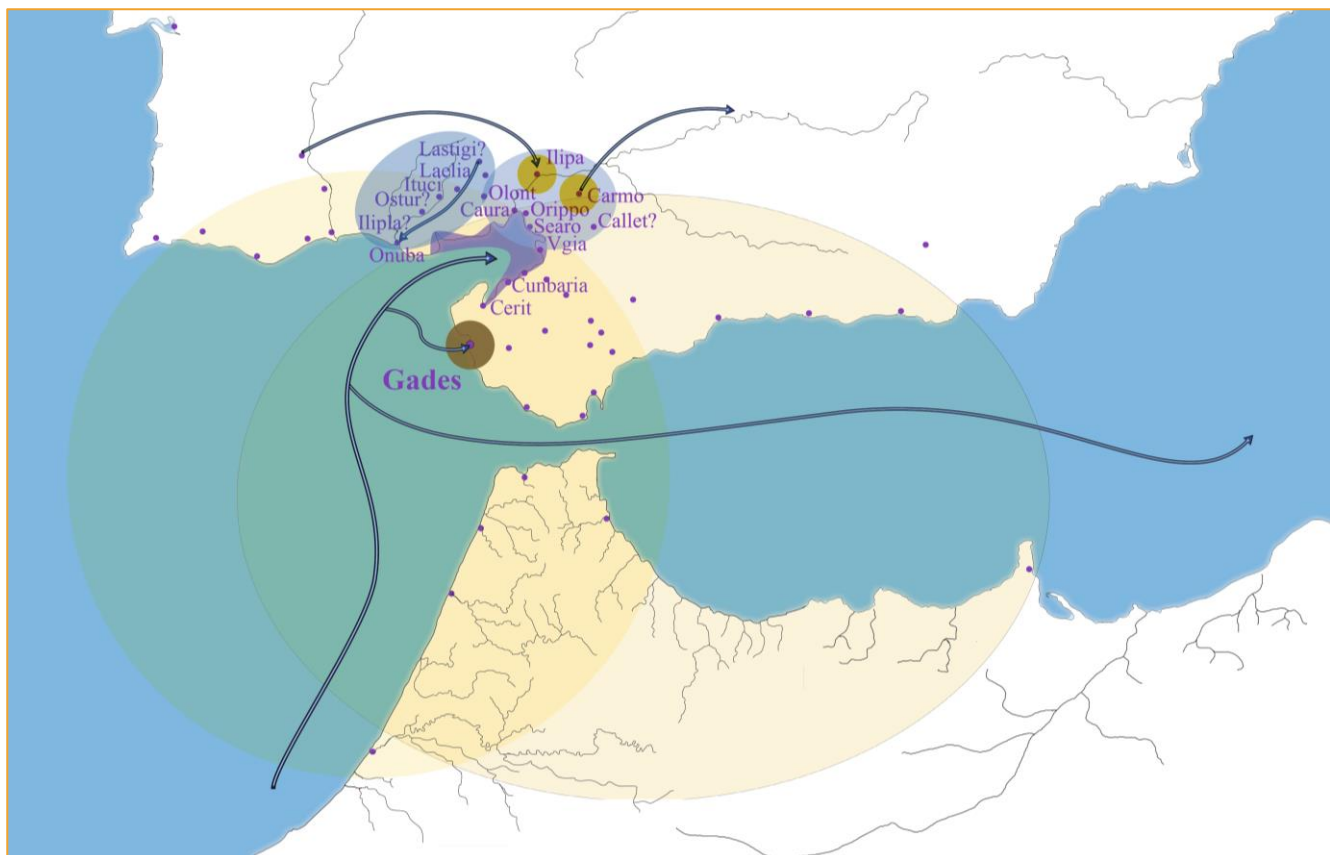 Lastigi?
Ilipa
Laelia
Ituci
Olont
Carmo
Ostur?
Caura
Orippo
Ilipla?
Searo
Callet?
Onuba
Vgia
Cunbaria
Cerit
Gades